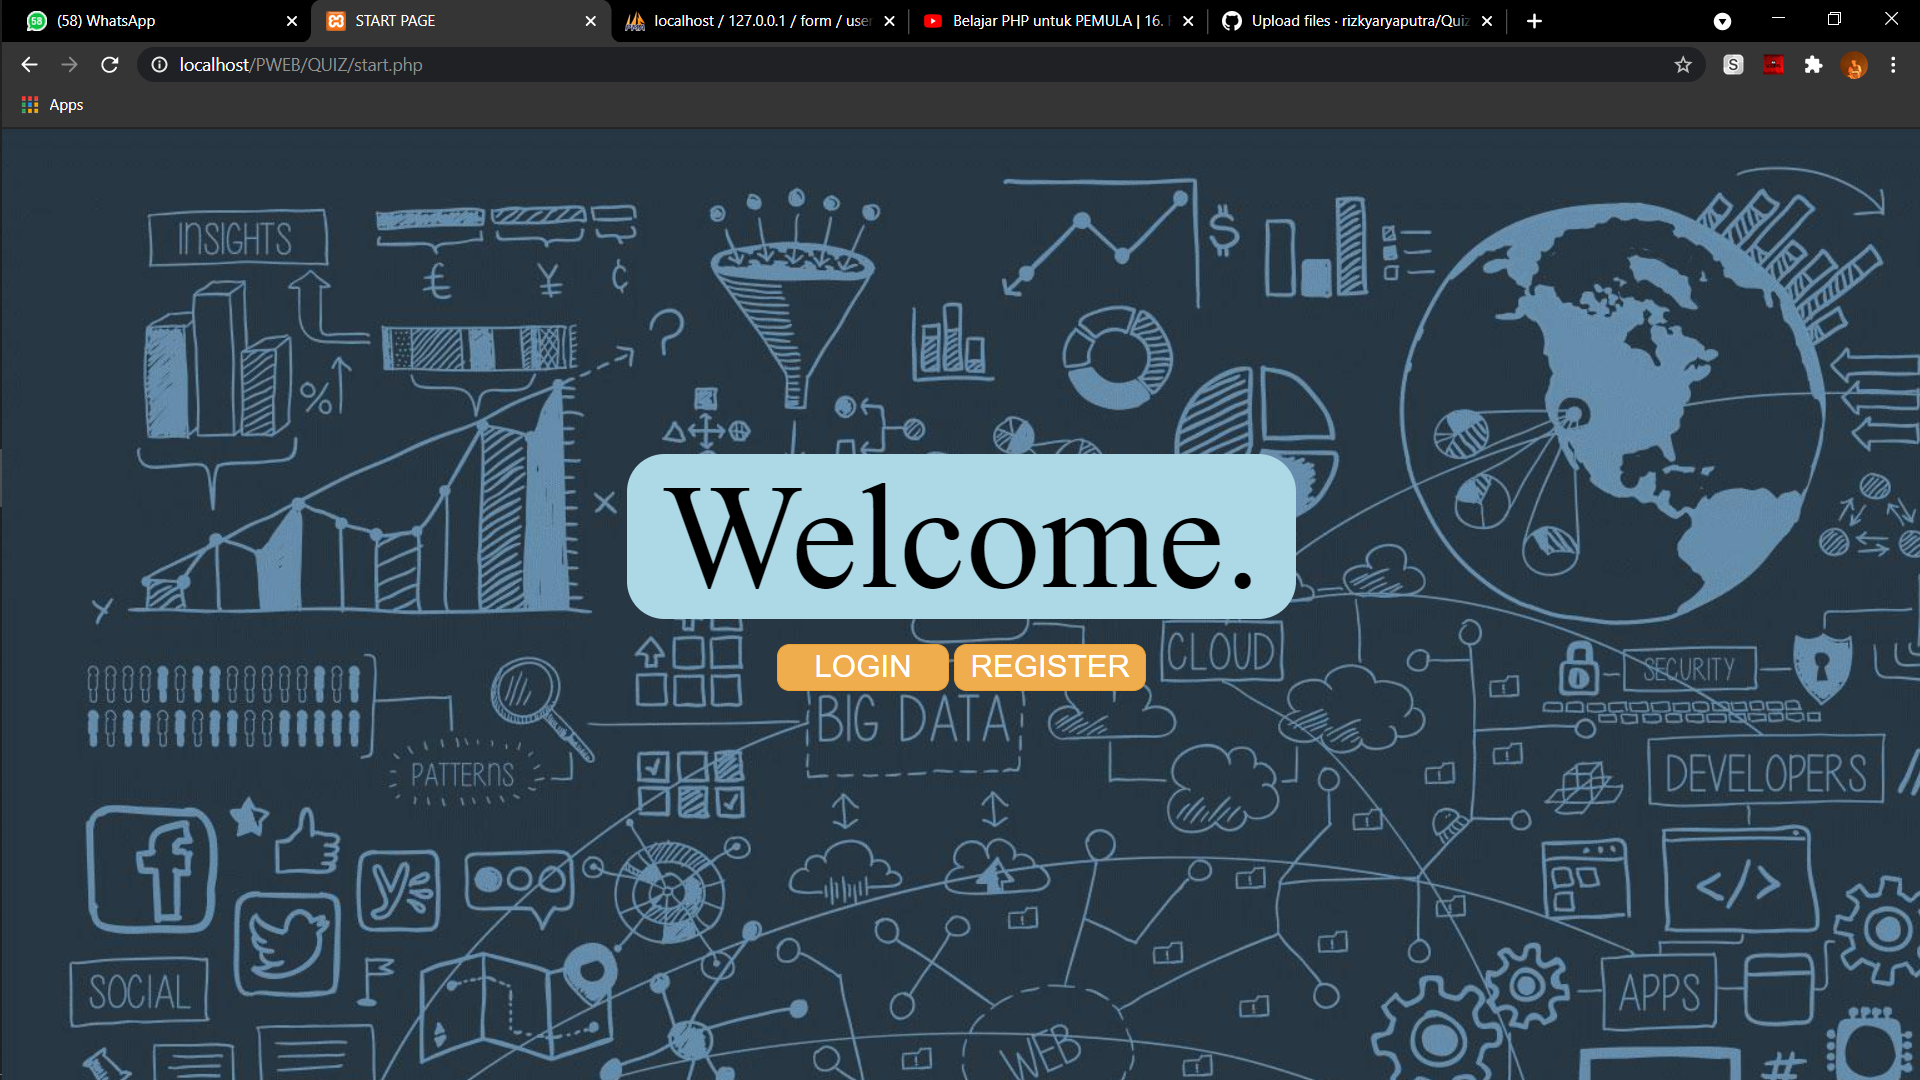 (58) WhatsApp
START PAGE
localhost / 127.0.0.1 / form / user
Belajar PHP untuk PEMULA | 16.
Upload files · rizkyaryaputra/Quiz
localhost/PWEB/QUIZ/start.php
Apps
INSIGHTS
€ ¥ ¢
$
?
%
X
Welcome.
Y
LOGIN REGISTER
CLOUD
SECURITY
BIG DATA
PATTERNS
DEVELOPERS
</>
SOCIAL
APPS
WEB
#